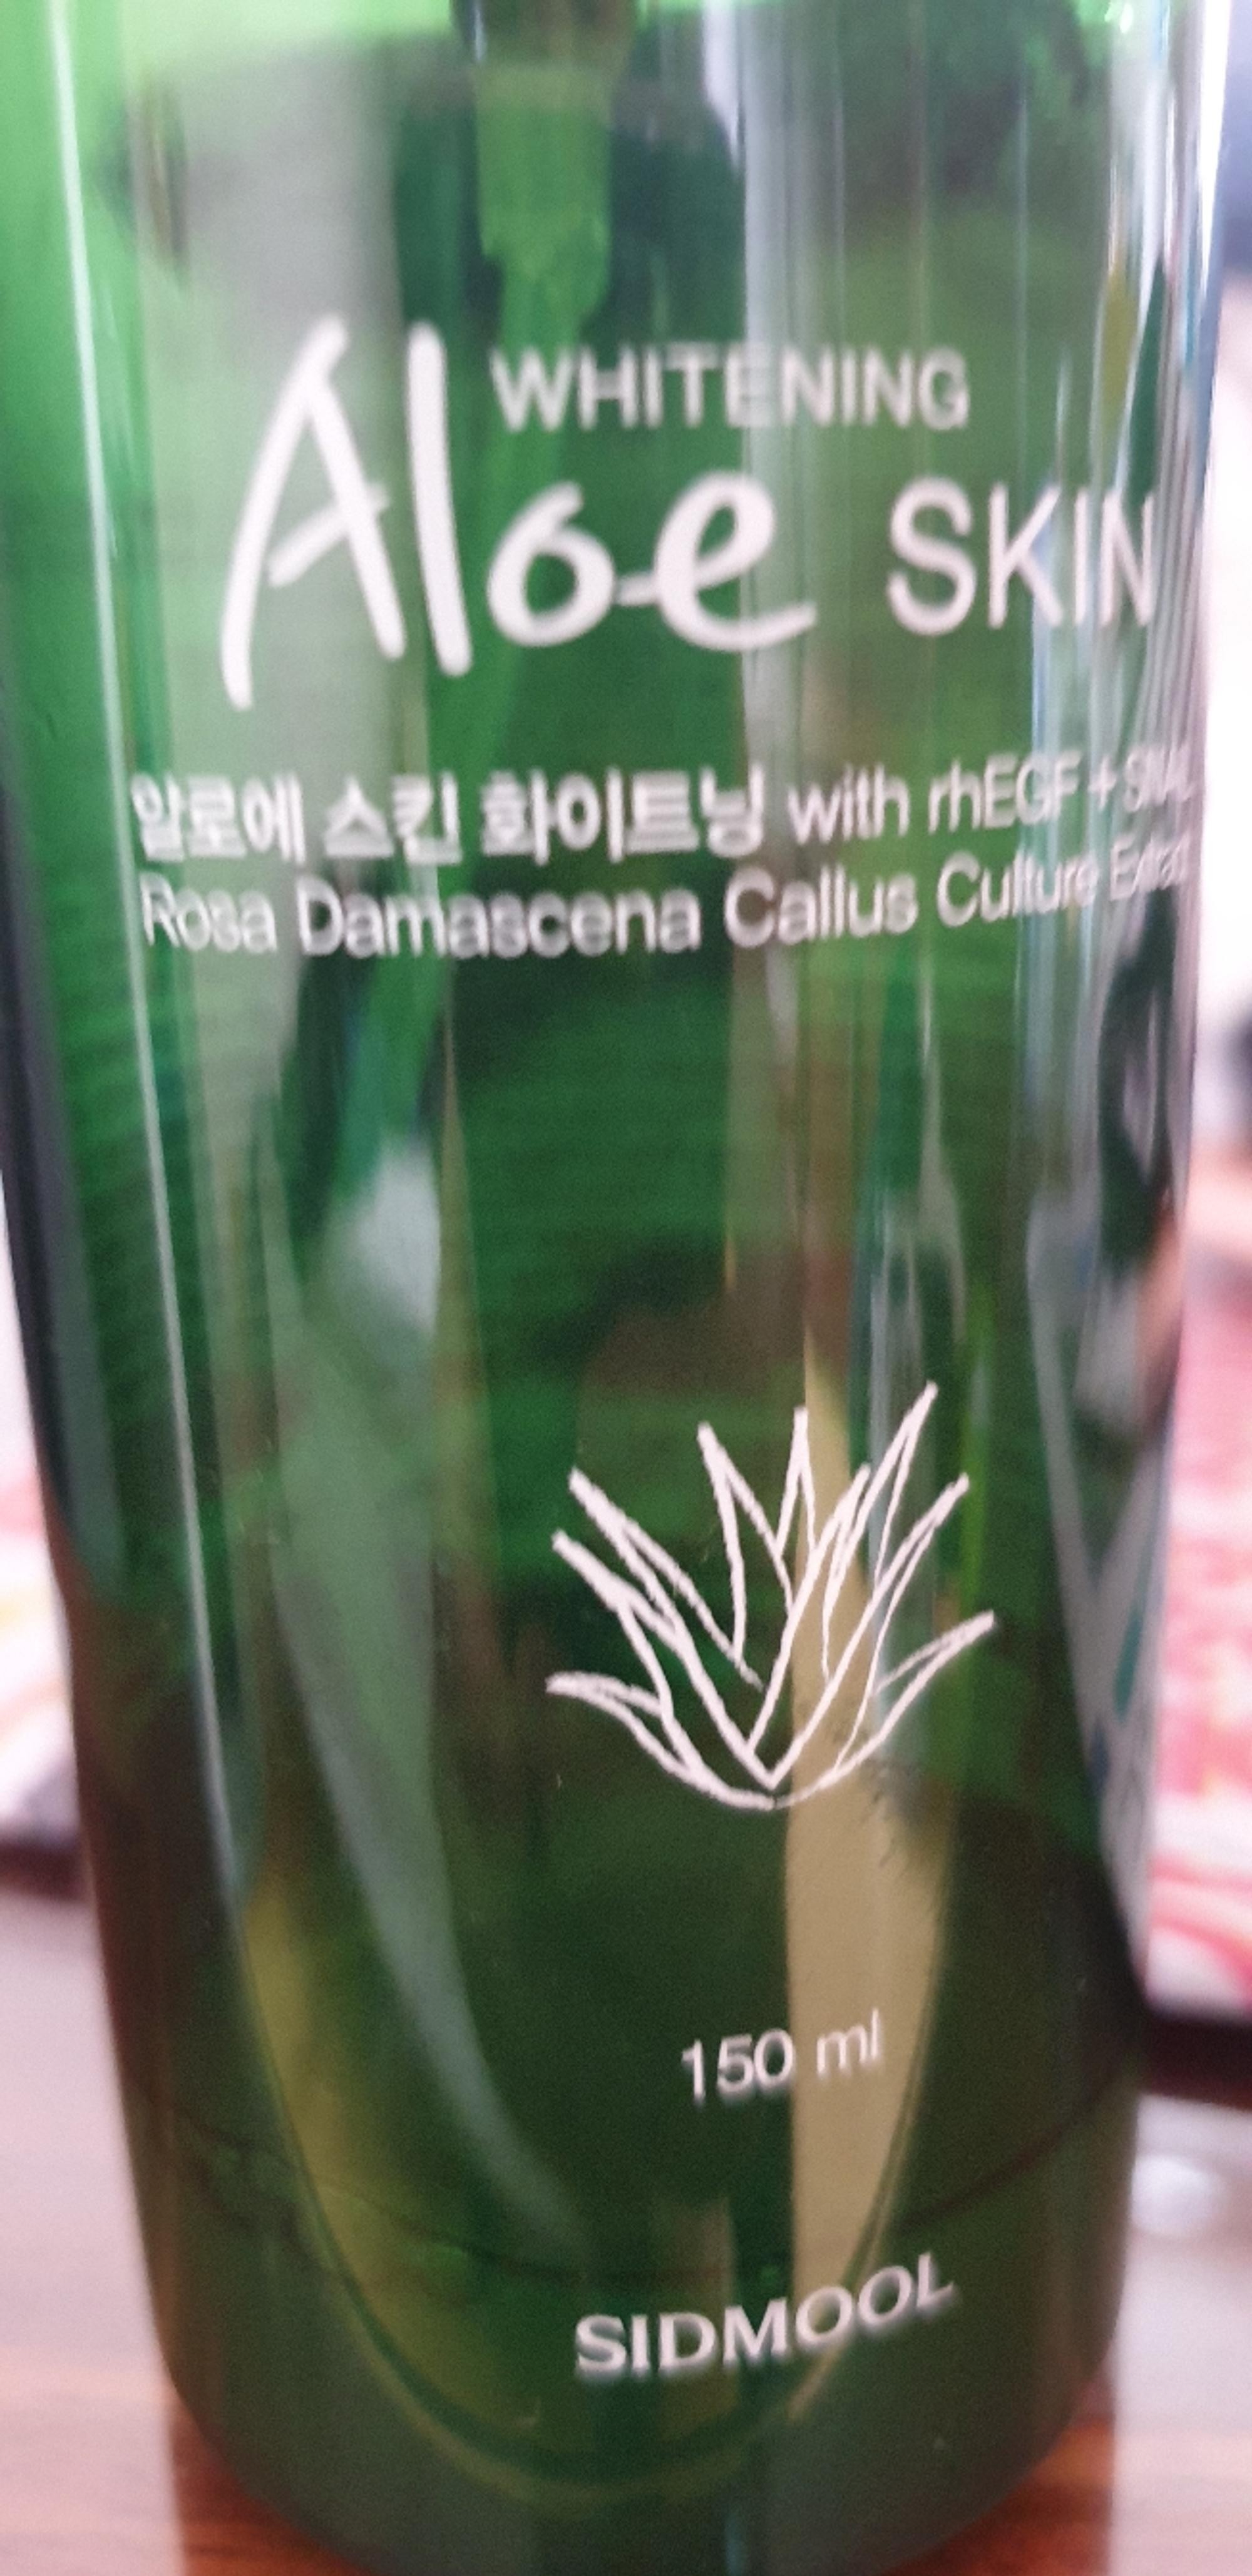 WHITENING
Aloe SKIN
알로에 스킨 화이트닝 with rhEGF +
Rosa Damascena Callus Culture Extract
150 ml
SIDMOOL